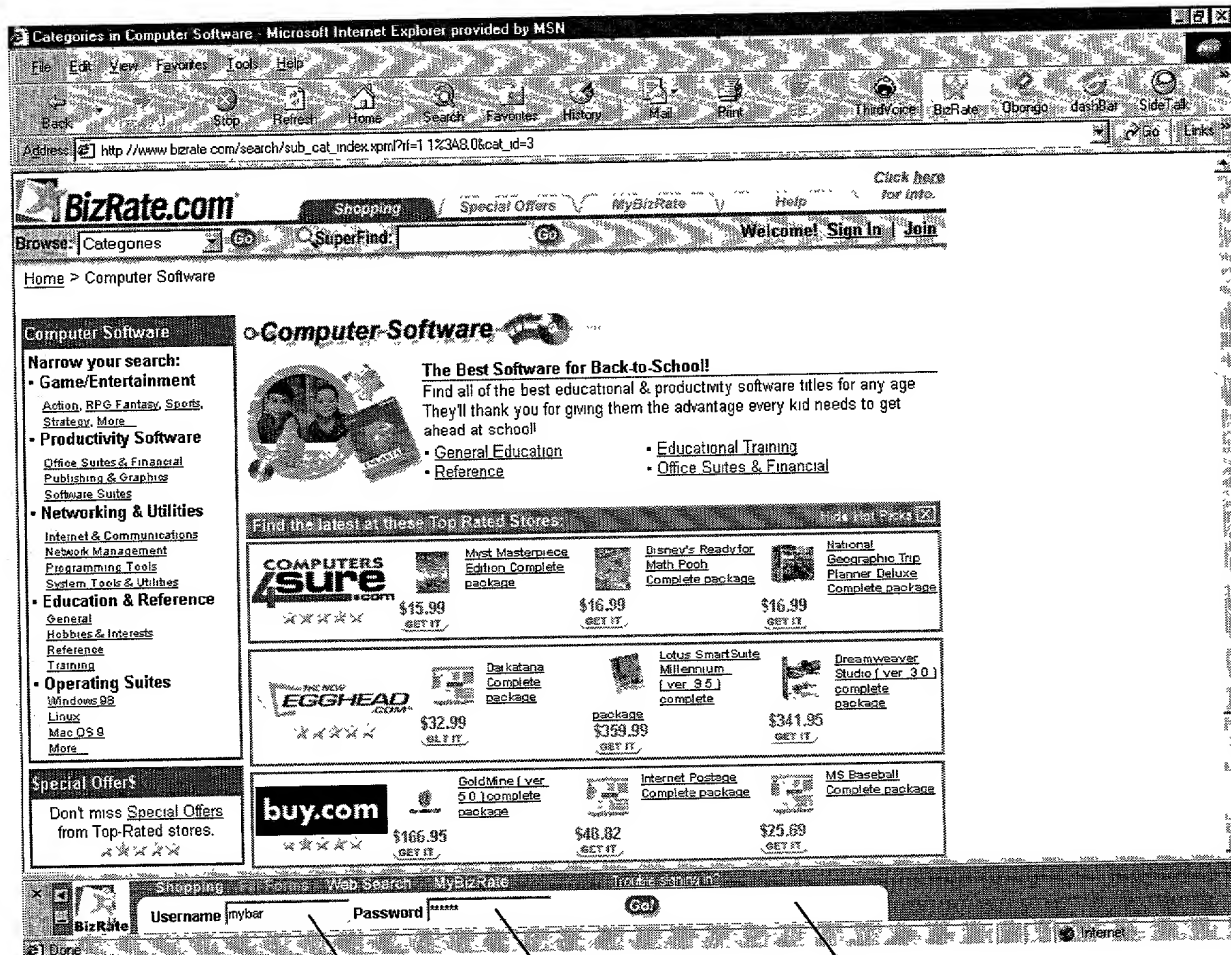 Categories in Computer Software - Microsoft Internet Explorer provided by MSN
File Edit View Favorites Tools Help
Back Stop Refresh Home Search Favorites History Mail Print ThirdVoice BizRate Obongo dashBar SideTalk
Address http //www bizrate com/search/sub_cat_index.xpml?rf=1 1%3A8.0&cat_id=3 Go Links
BizRate.com
Shopping Special Offers MyBizRate Help Click here
for info.
Browse: Categories Go SuperFind: Go Welcome! Sign In | Join
Home > Computer Software
Computer Software
Narrow your search:
• Game/Entertainment
Action, RPG Fantasy, Sports,
Strategy, More
• Productivity Software
Office Suites & Financial
Publishing & Graphics
Software Suites
• Networking & Utilities
Internet & Communications
Network Management
Programming Tools
System Tools & Utilities
• Education & Reference
General
Hobbies & Interests
Reference
Training
• Operating Suites
Windows 98
Linux
Mac OS 9
More
$pecial Offer$
Don't miss Special Offers
from Top-Rated stores.
Computer Software
The Best Software for Back-to-School!
Find all of the best educational & productivity software titles for any age
They'll thank you for giving them the advantage every kid needs to get
ahead at school!
• General Education • Educational Training
• Reference • Office Suites & Financial
Find the latest at these Top Rated Stores: Hide Hot Picks X
COMPUTERS
4sure
.com
Myst Masterpiece
Edition Complete
package
$15.99
GET IT
Disney's Ready for
Math Pooh
Complete package
$16.99
GET IT
National
Geographic Trip
Planner Deluxe
Complete package
$16.99
GET IT
THE NEW
EGGHEAD
.COM
Daikatana
Complete
package
$32.99
GET IT
Lotus SmartSuite
Millennium
( ver 9 5 )
complete
package
$359.99
GET IT
Dreamweaver
Studio ( ver 3 0 )
complete
package
$341.95
GET IT
buy.com
GoldMine ( ver
5 0 )complete
package
$166.95
GET IT
Internet Postage
Complete package
$48.82
GET IT
MS Baseball
Complete package
$25.69
GET IT
Shopping Fill Forms Web Search MyBizRate Trouble signing in?
BizRate Username mybar Password ****** Go!
Done Internet